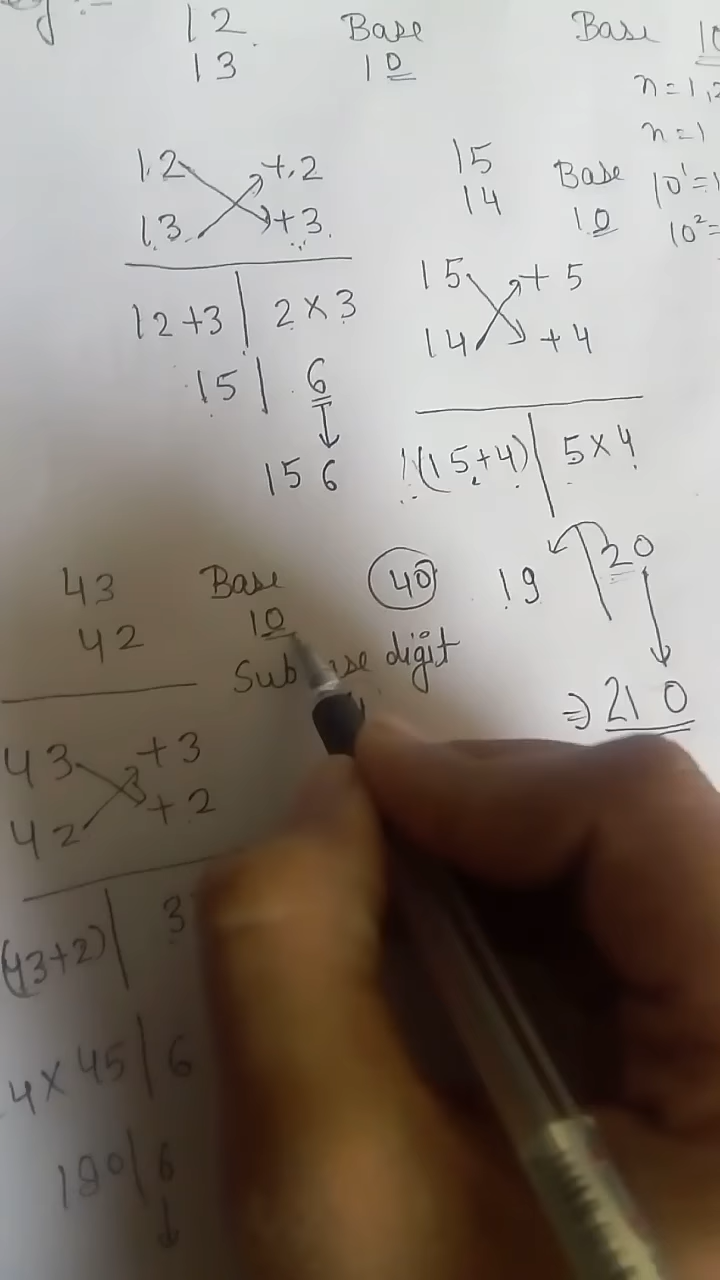 12 Base Base 10
13 10 n=1,2
n=1
12 +2
13 +3
12+3 | 2×3
15 | 6
156
15 Base 10¹=1
14 10 10²=
15 +5
14 +4
(15+4) | 5×4
19 | 20
⇒ 210
43 Base 40
42 10
digit
43 +3
42 +2
(43+2) | 3
4×45 | 6
180 | 6